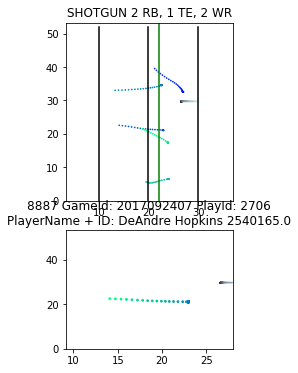 SHOTGUN 2 RB, 1 TE, 2 WR
50
40
30
20
10
0
10 20 30
8887 GameId: 2017092407 PlayId: 2706
PlayerName + ID: DeAndre Hopkins 2540165.0
40
20
0
10 15 20 25